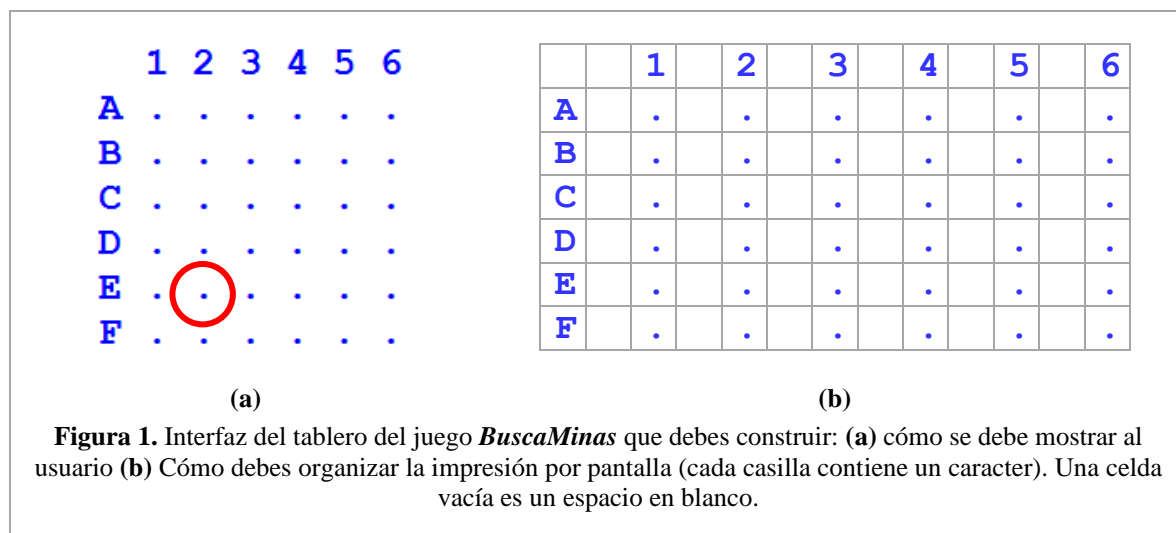 1 2 3 4 5 6
A . . . . . .
B . . . . . .
C . . . . . .
D . . . . . .
E . . . . . .
F . . . . . .
(a)
1 2 3 4 5 6
A . . . . . .
B . . . . . .
C . . . . . .
D . . . . . .
E . . . . . .
F . . . . . .
(b)
Figura 1. Interfaz del tablero del juego BuscaMinas que debes construir: (a) cómo se debe mostrar al
usuario (b) Cómo debes organizar la impresión por pantalla (cada casilla contiene un caracter). Una celda
vacía es un espacio en blanco.